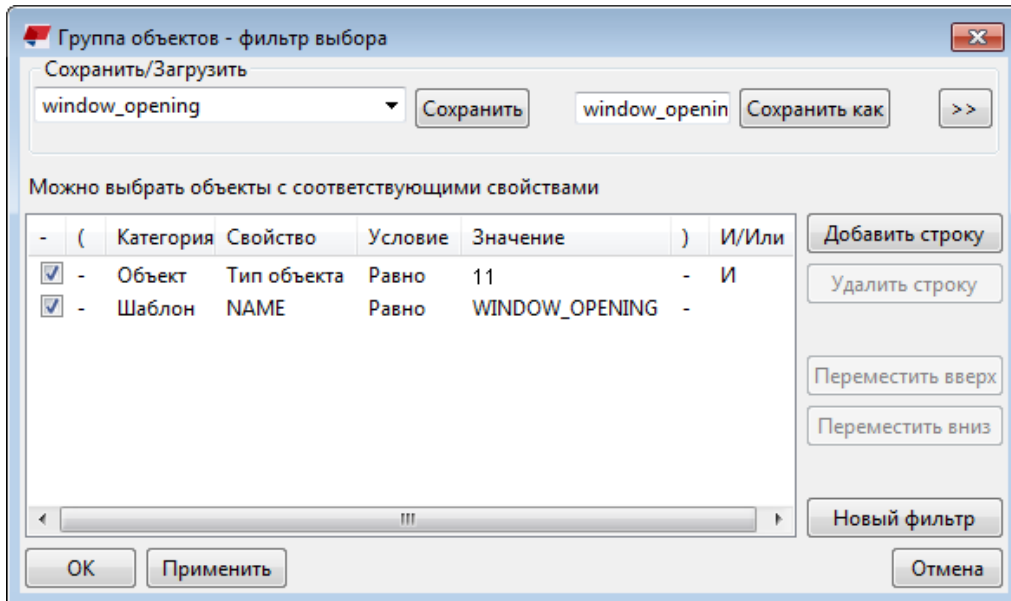 Группа объектов - фильтр выбора
Сохранить/Загрузить
window_opening Сохранить window_openin Сохранить как >>
Можно выбрать объекты с соответствующими свойствами
- ( Категория Свойство Условие Значение ) И/Или Добавить строку
- Объект Тип объекта Равно 11 - И Удалить строку
- Шаблон NAME Равно WINDOW_OPENING -
Переместить вверх
Переместить вниз
Новый фильтр
OK Применить Отмена